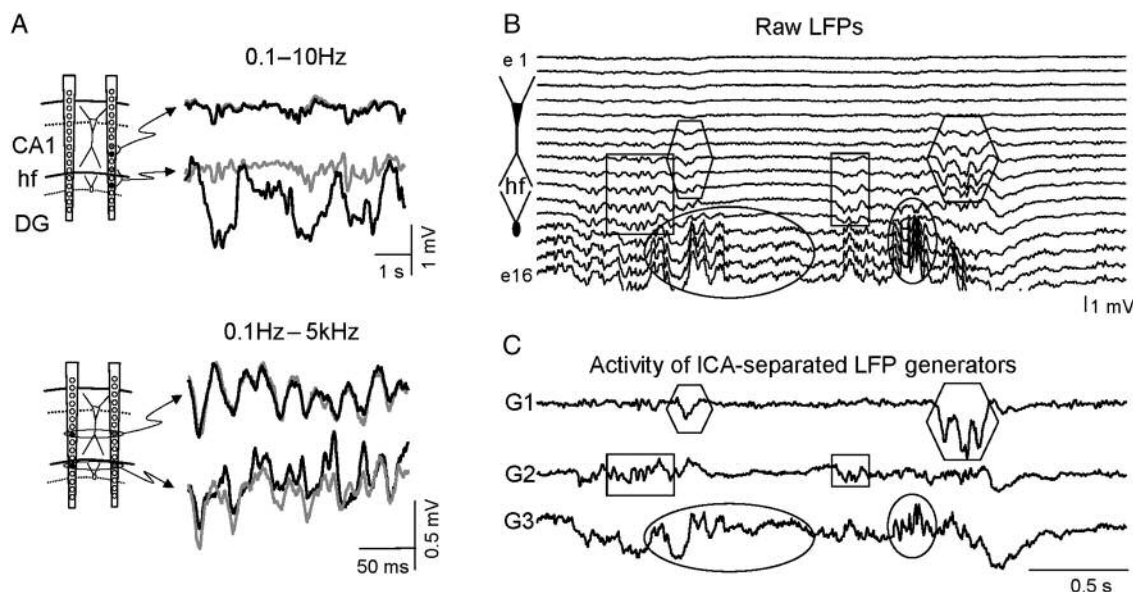 A
0.1–10Hz
CA1
hf
DG
1 s
1 mV
0.1Hz–5kHz
50 ms
0.5 mV
B
Raw LFPs
e 1
hf
e16
1 mV
C
Activity of ICA-separated LFP generators
G1
G2
G3
0.5 s